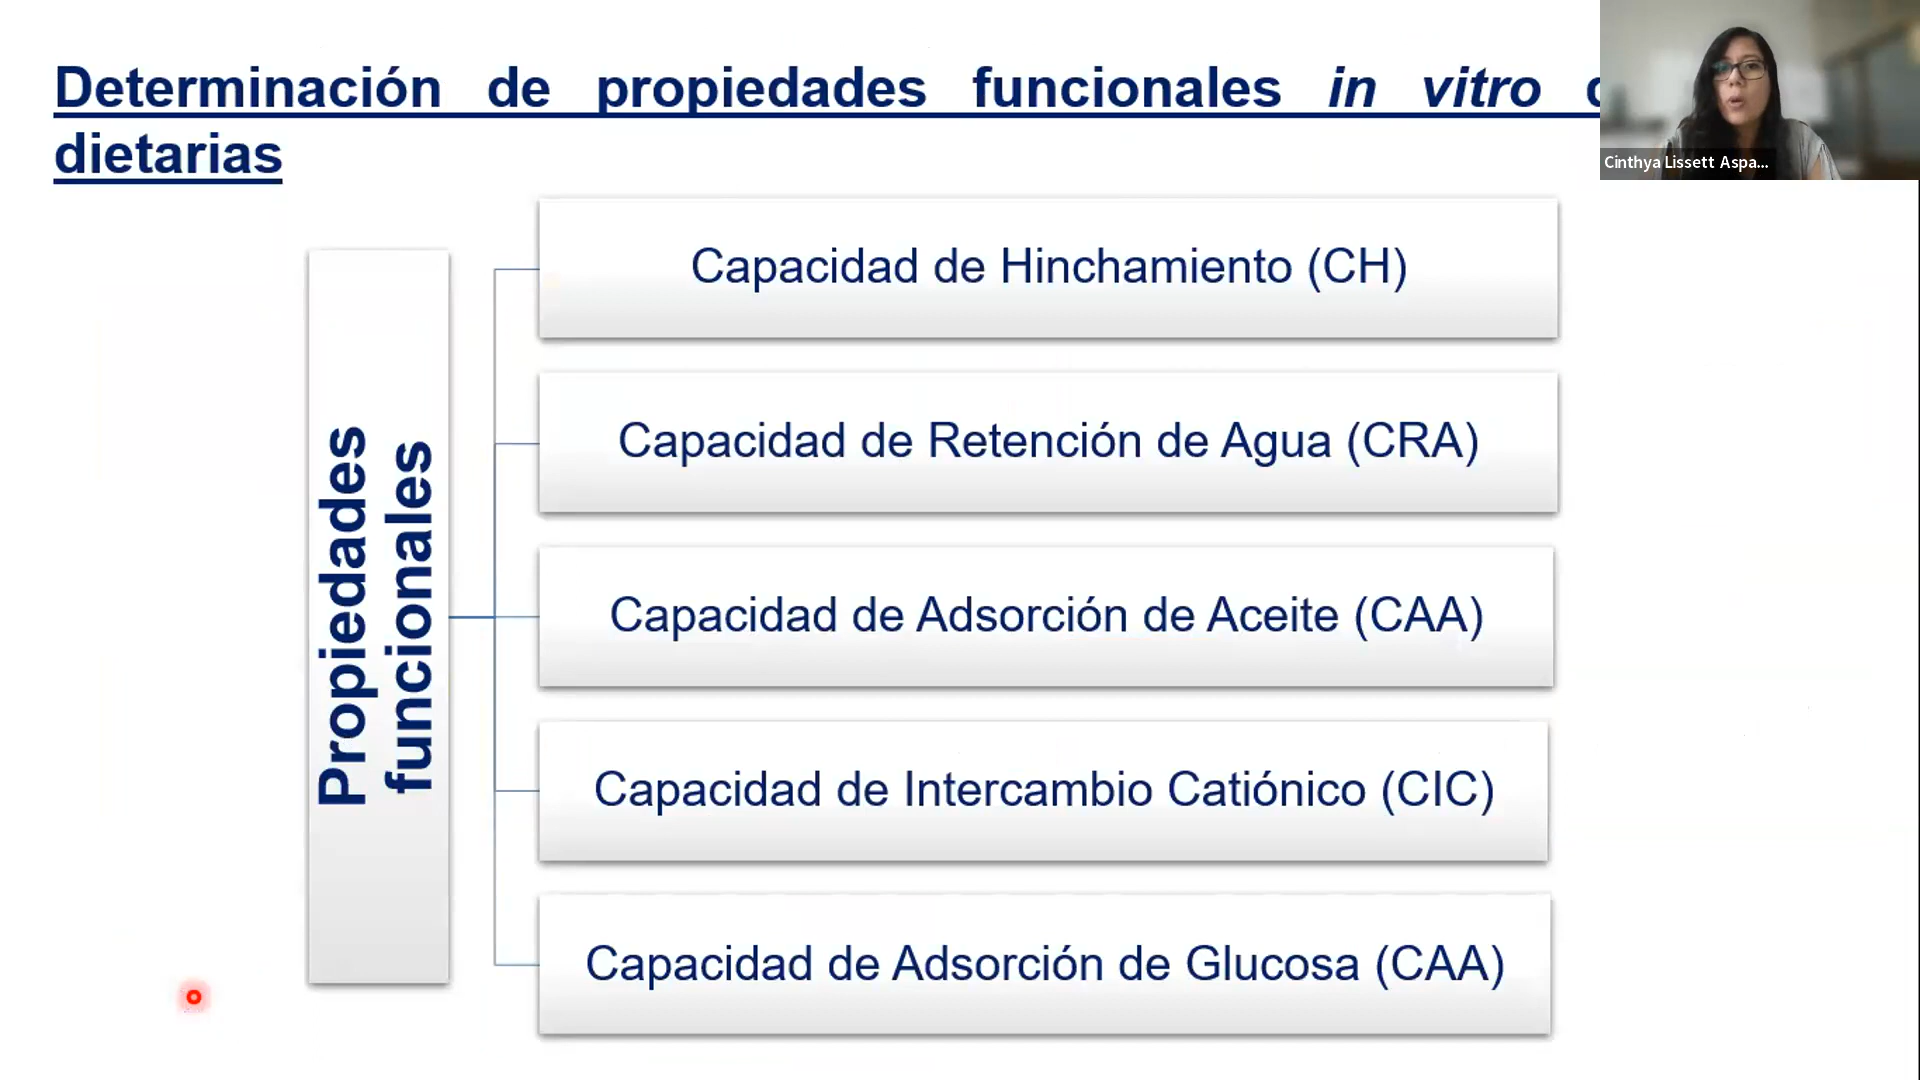 Determinación de propiedades funcionales in vitro
dietarias
Cinthya Lissett Aspa...
Propiedades
funcionales
Capacidad de Hinchamiento (CH)
Capacidad de Retención de Agua (CRA)
Capacidad de Adsorción de Aceite (CAA)
Capacidad de Intercambio Catiónico (CIC)
Capacidad de Adsorción de Glucosa (CAA)